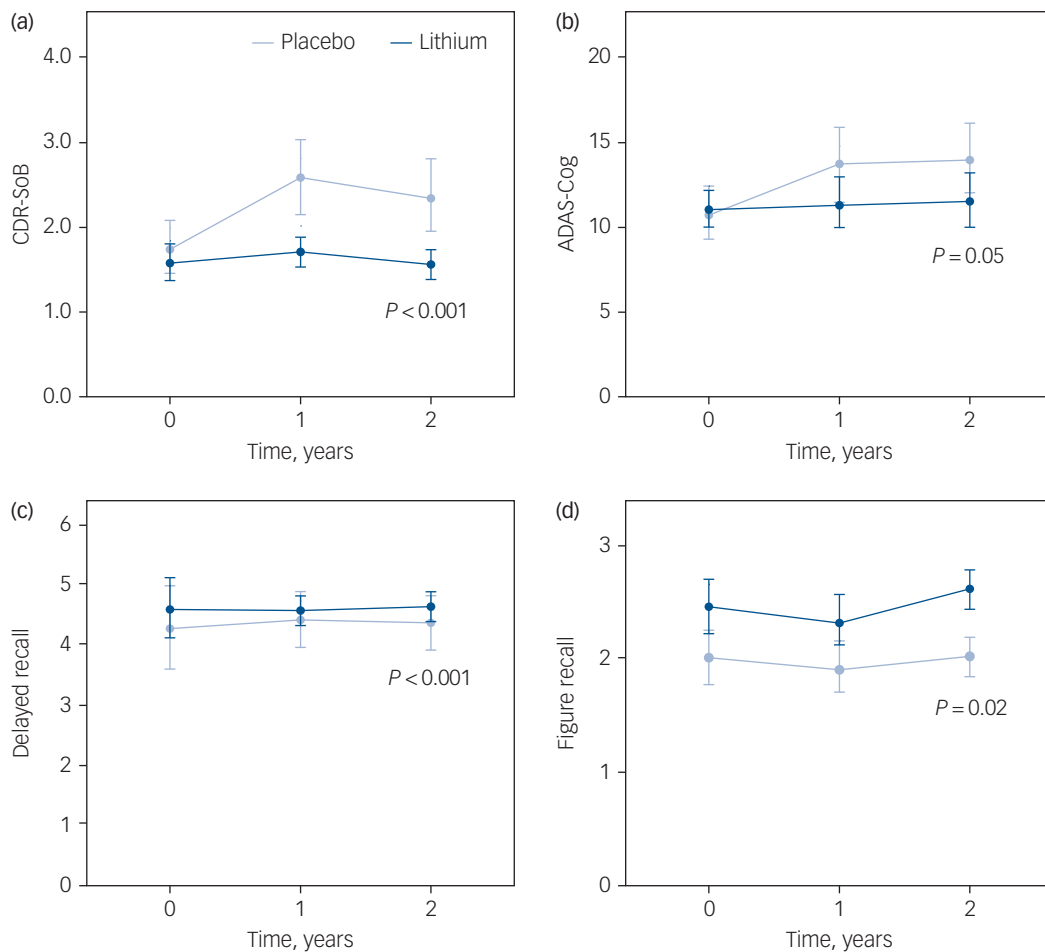 (a)
Placebo Lithium
4.0
3.0
2.0
1.0
0.0
CDR-SoB
P < 0.001
0 1 2
Time, years
(b)
20
15
10
5
0
ADAS-Cog
P = 0.05
0 1 2
Time, years
(c)
6
5
4
3
2
1
0
Delayed recall
P < 0.001
0 1 2
Time, years
(d)
3
2
1
0
Figure recall
P = 0.02
0 1 2
Time, years